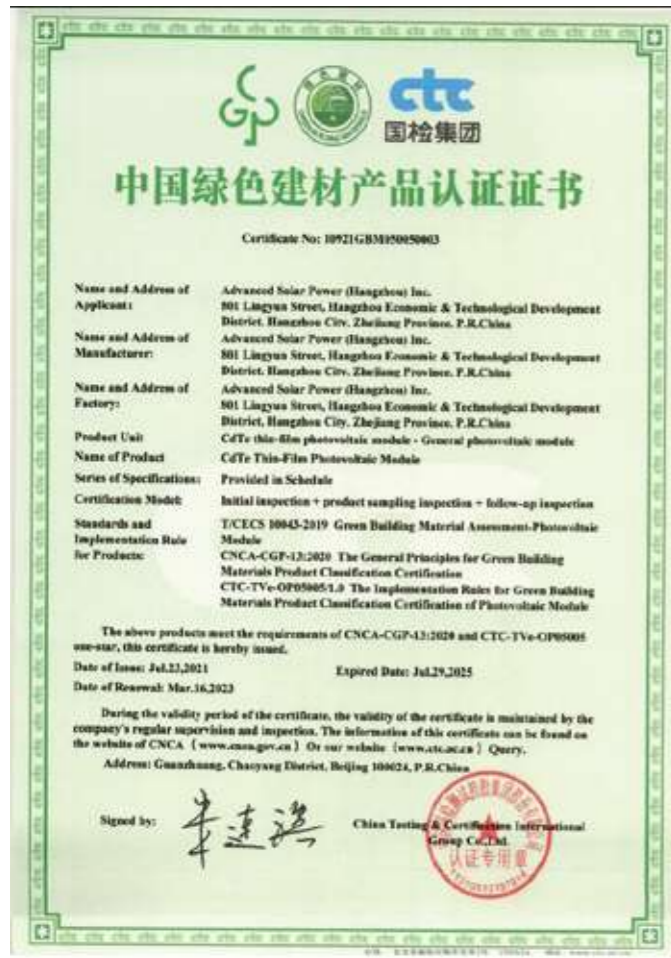 CGP
ctc
国检集团
中国绿色建材产品认证证书
Certificate No: 10921GBM050050003
Name and Address of
Applicant:
Advanced Solar Power (Hangzhou) Inc.
801 Lingyun Street, Hangzhou Economic & Technological Development
District. Hangzhou City. Zhejiang Province. P.R.China
Name and Address of
Manufacturer:
Advanced Solar Power (Hangzhou) Inc.
801 Lingyun Street, Hangzhou Economic & Technological Development
District. Hangzhou City. Zhejiang Province. P.R.China
Name and Address of
Factory:
Advanced Solar Power (Hangzhou) Inc.
801 Lingyun Street, Hangzhou Economic & Technological Development
District, Hangzhou City. Zhejiang Province. P.R.China
Product Unit
CdTe thin-film photovoltaic module - General photovoltaic module
Name of Product
CdTe Thin-Film Photovoltaic Module
Series of Specifications:
Provided in Schedule
Certification Model:
Initial inspection + product sampling inspection + follow-up inspection
Standards and
Implementation Rule
for Products:
T/CECS 10043-2019 Green Building Material Assessment-Photovoltaic
Module
CNCA-CGP-13:2020 The General Principles for Green Building
Materials Product Classification Certification
CTC-TVe-OP05005/1.0 The Implementation Rules for Green Building
Materials Product Classification Certification of Photovoltaic Module
The above products meet the requirements of CNCA-CGP-13:2020 and CTC-TVe-OP05005
one-star, this certificate is hereby issued.
Date of Issue: Jul.23,2021
Expired Date: Jul.29,2025
Date of Renewal: Mar.16,2023
During the validity period of the certificate, the validity of the certificate is maintained by the
company's regular supervision and inspection. The information of this certificate can be found on
the website of CNCA (www.cnca.gov.cn) Or our website (www.ctc.ac.cn) Query.
Address: Guanzhuang, Chaoyang District, Beijing 100024, P.R.China
Signed by:
China Testing & Certification International
Group Co.,Ltd.
认证专用章